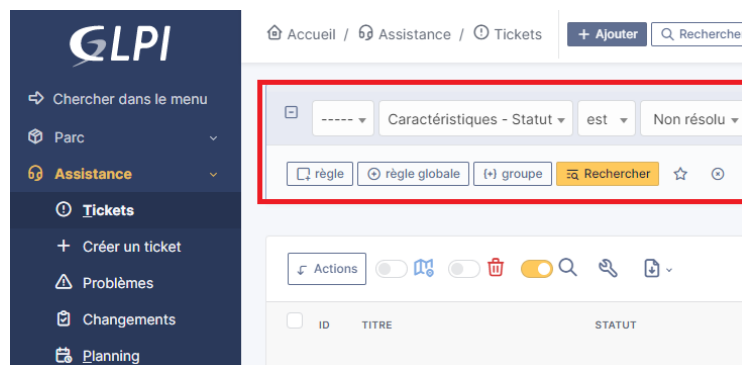 GLPI
Accueil / Assistance / Tickets
+ Ajouter
Rechercher
Chercher dans le menu
Parc
Assistance
Tickets
+ Créer un ticket
Problèmes
Changements
Planning
----- Caractéristiques - Statut est Non résolu
règle règle globale {+} groupe Rechercher
Actions
ID TITRE STATUT